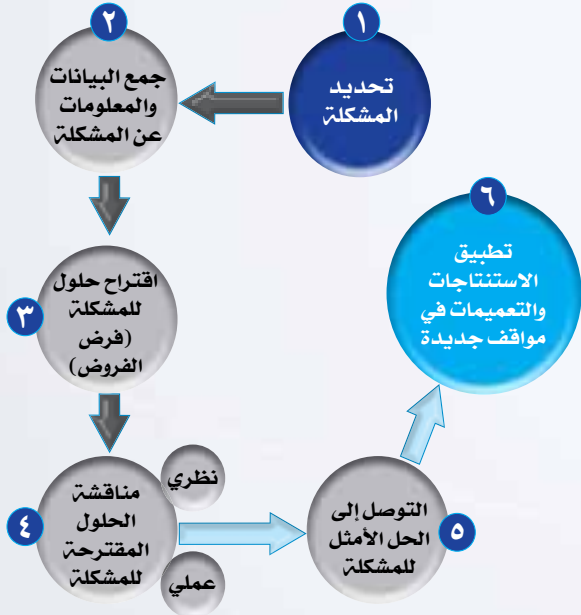 ١
تحديد
المشكلة
٢
جمع البيانات
والمعلومات
عن المشكلة
٣
اقتراح حلول
للمشكلة
(فرض
الفروض)
٤
مناقشة
الحلول
المقترحة
للمشكلة
نظري
عملي
٥
التوصل إلى
الحل الأمثل
للمشكلة
٦
تطبيق
الاستنتاجات
والتعميمات في
مواقف جديدة